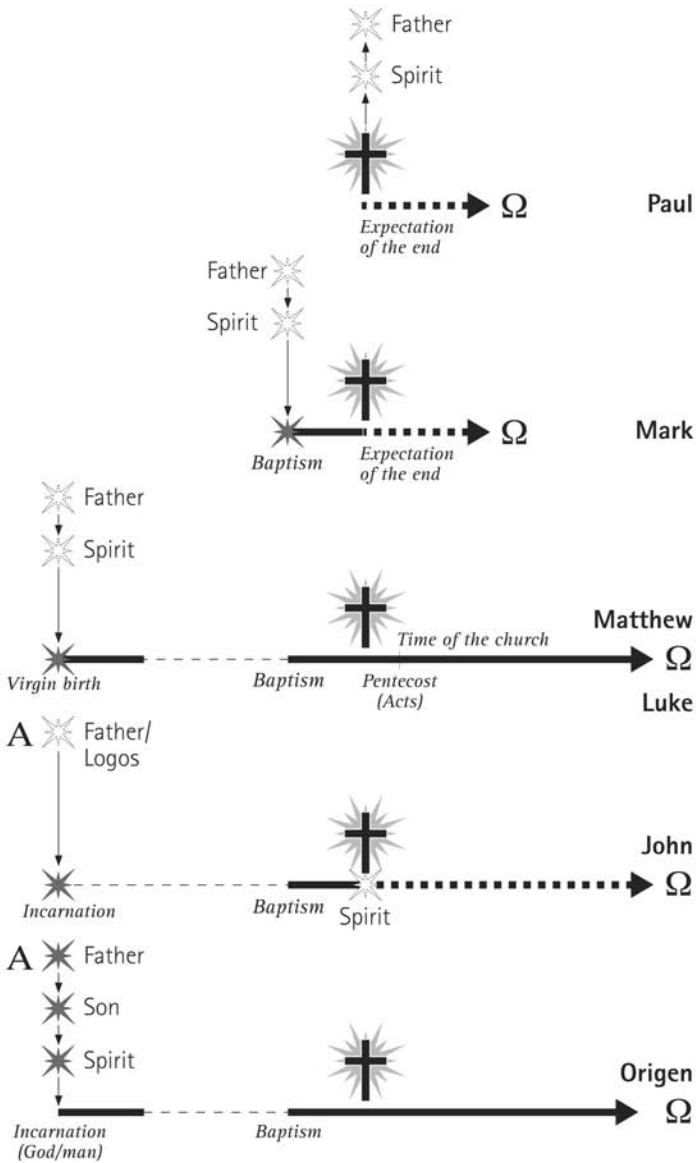 Father
Spirit
Ω
Paul
Expectation
of the end
Father
Spirit
Ω
Mark
Baptism
Expectation
of the end
Father
Spirit
Matthew
Time of the church
Ω
Virgin birth
Baptism
Pentecost
(Acts)
Luke
A
Father/
Logos
John
Ω
Incarnation
Baptism
Spirit
A
Father
Son
Spirit
Origen
Ω
Incarnation
(God/man)
Baptism